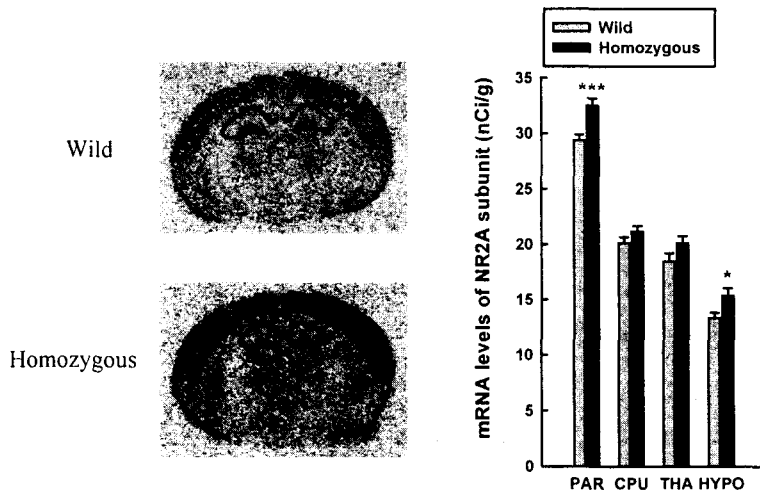 Wild
Homozygous
Wild
Homozygous
mRNA levels of NR2A subunit (nCi/g)
35
30
25
20
15
10
5
0
***
*
PAR CPU THA HYPO